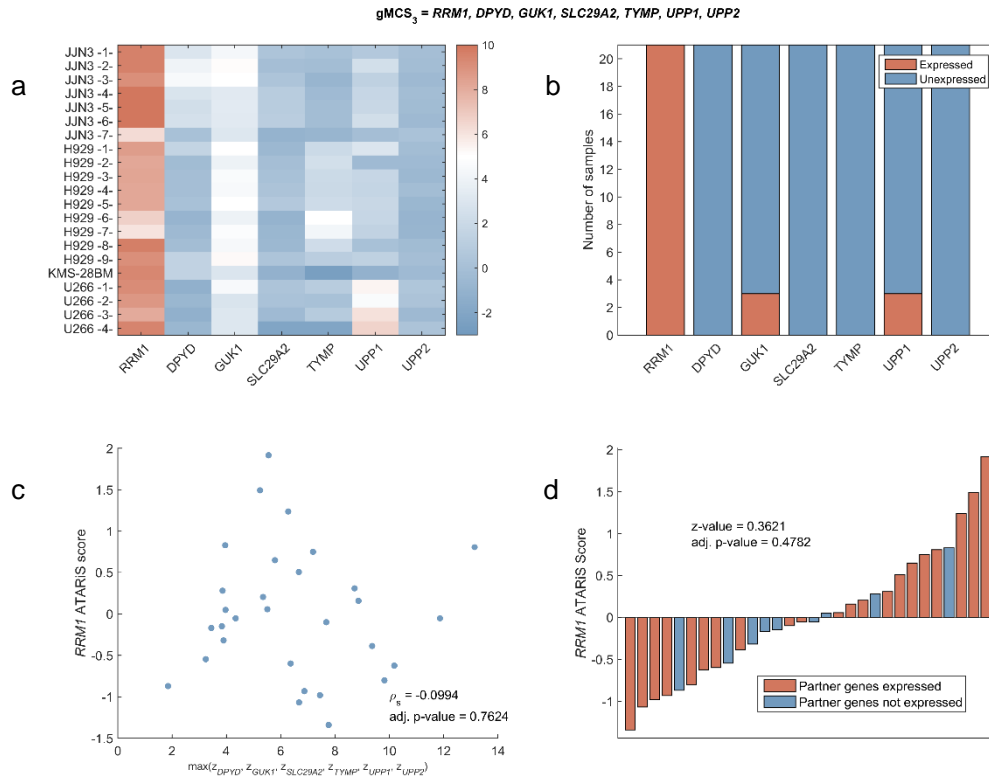 gMCS3 = RRM1, DPYD, GUK1, SLC29A2, TYMP, UPP1, UPP2
a
JJN3 -1-
JJN3 -2-
JJN3 -3-
JJN3 -4-
JJN3 -5-
JJN3 -6-
JJN3 -7-
H929 -1-
H929 -2-
H929 -3-
H929 -4-
H929 -5-
H929 -6-
H929 -7-
H929 -8-
H929 -9-
KMS-28BM
U266 -1-
U266 -2-
U266 -3-
U266 -4-
RRM1 DPYD GUK1 SLC29A2 TYMP UPP1 UPP2
10
8
6
4
2
0
-2
b
Number of samples
20
18
16
14
12
10
8
6
4
2
0
Expressed
Unexpressed
RRM1 DPYD GUK1 SLC29A2 TYMP UPP1 UPP2
c
RRM1 ATARiS Score
2
1.5
1
0.5
0
-0.5
-1
-1.5
ρs = -0.0994
adj. p-value = 0.7624
0 2 4 6 8 10 12 14
max(zDPYD, zGUK1, zSLC29A2, zTYMP, zUPP1, zUPP2)
d
RRM1 ATARiS Score
2
1.5
1
0.5
0
-0.5
-1
z-value = 0.3621
adj. p-value = 0.4782
Partner genes expressed
Partner genes not expressed